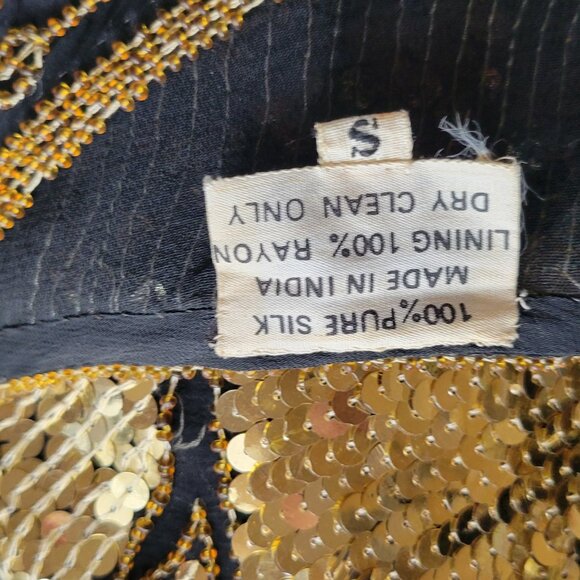 100% PURE SILK
MADE IN INDIA
LINING 100% RAYON
DRY CLEAN ONLY
S